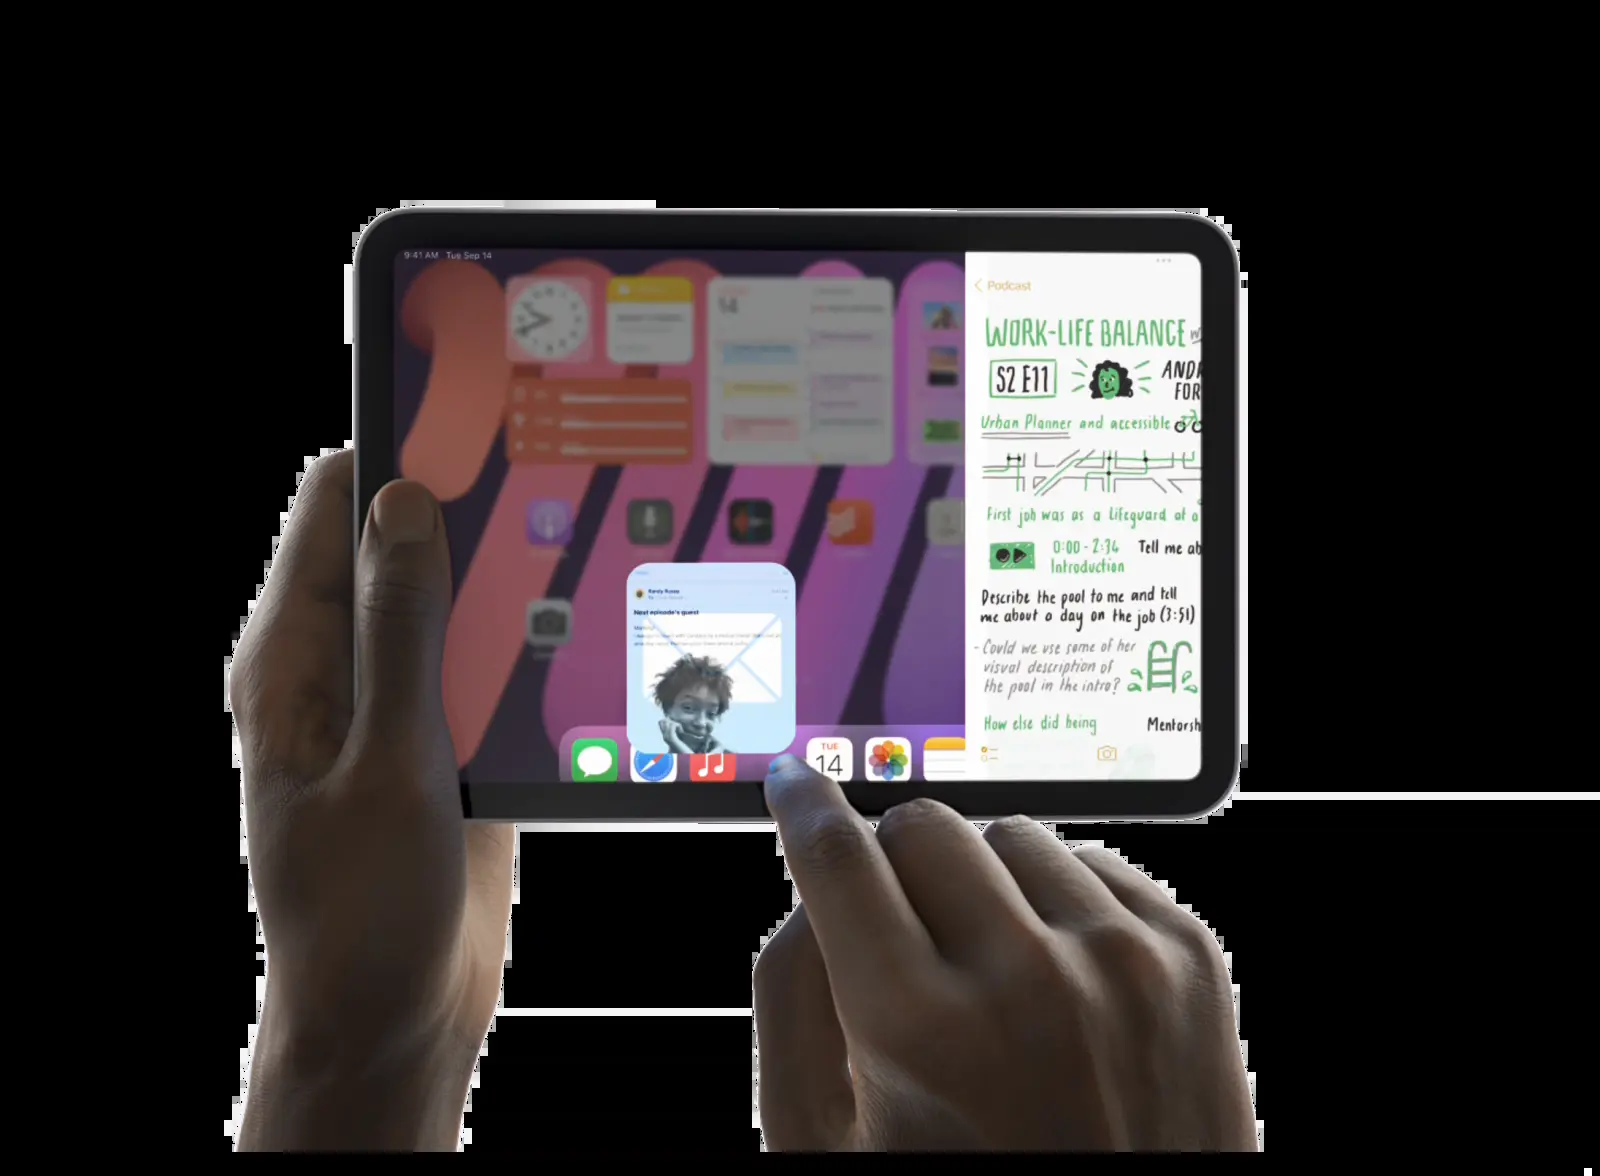 9:41 AM Tue Sep 14
14
Randy Russo
Next episode's guest
TUE
14
Podcast
WORK-LIFE BALANCE
S2 E11
Urban Planner and accessible
First job was as a lifeguard at a
0:00 - 2:34
Introduction
Tell me ab
Describe the pool to me and tell
me about a day on the job (3:51)
- Could we use some of her
visual description of
the pool in the intro?
How else did being
Mentorsh
ANDR
FOR